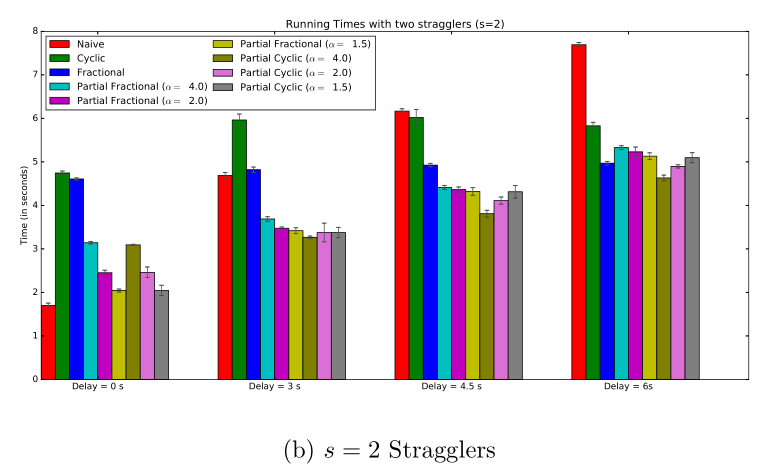 Running Times with two stragglers (s=2)
8
7
6
5
4
3
2
1
0
Time (in seconds)
Naive
Cyclic
Fractional
Partial Fractional (α= 4.0)
Partial Fractional (α= 2.0)
Partial Fractional (α= 1.5)
Partial Cyclic (α= 4.0)
Partial Cyclic (α= 2.0)
Partial Cyclic (α= 1.5)
Delay = 0 s
Delay = 3 s
Delay = 4.5 s
Delay = 6s
(b) s = 2 Stragglers